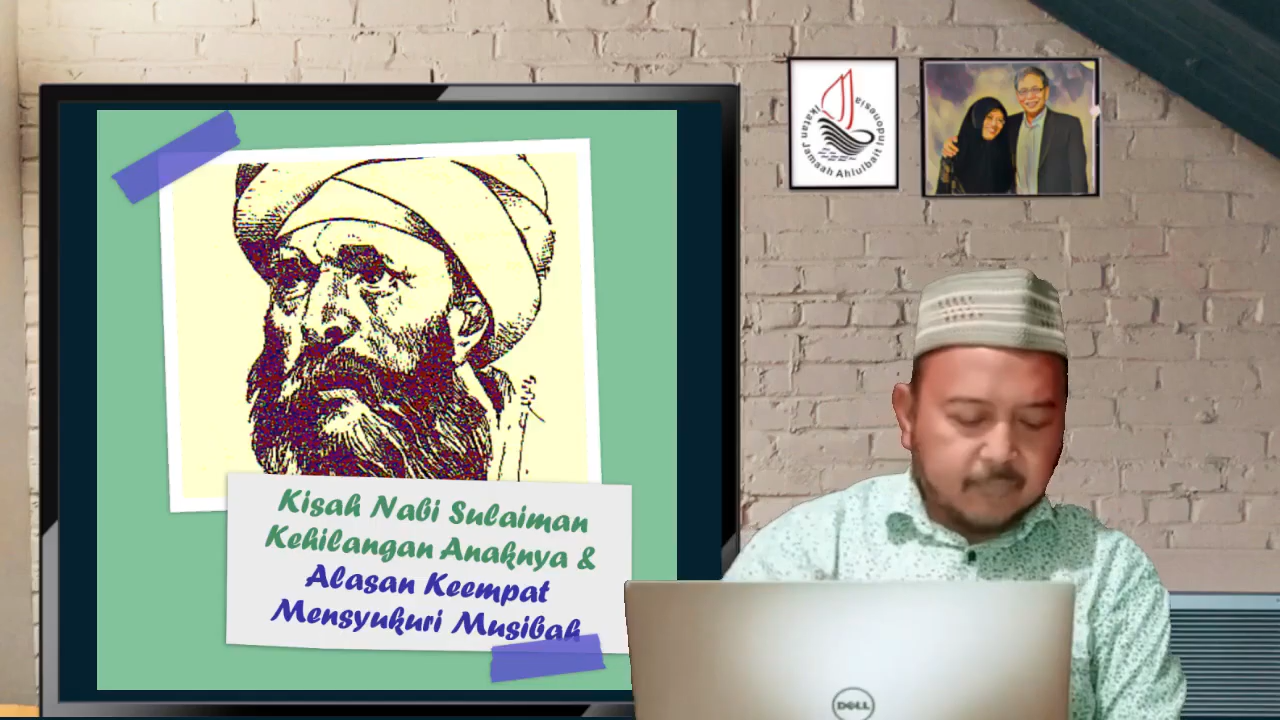 Kisah Nabi Sulaiman
Kehilangan Anaknya &
Alasan Keempat
Mensyukuri Musibah
Ikatan Jamaah Ahlulbait Indonesia
DELL